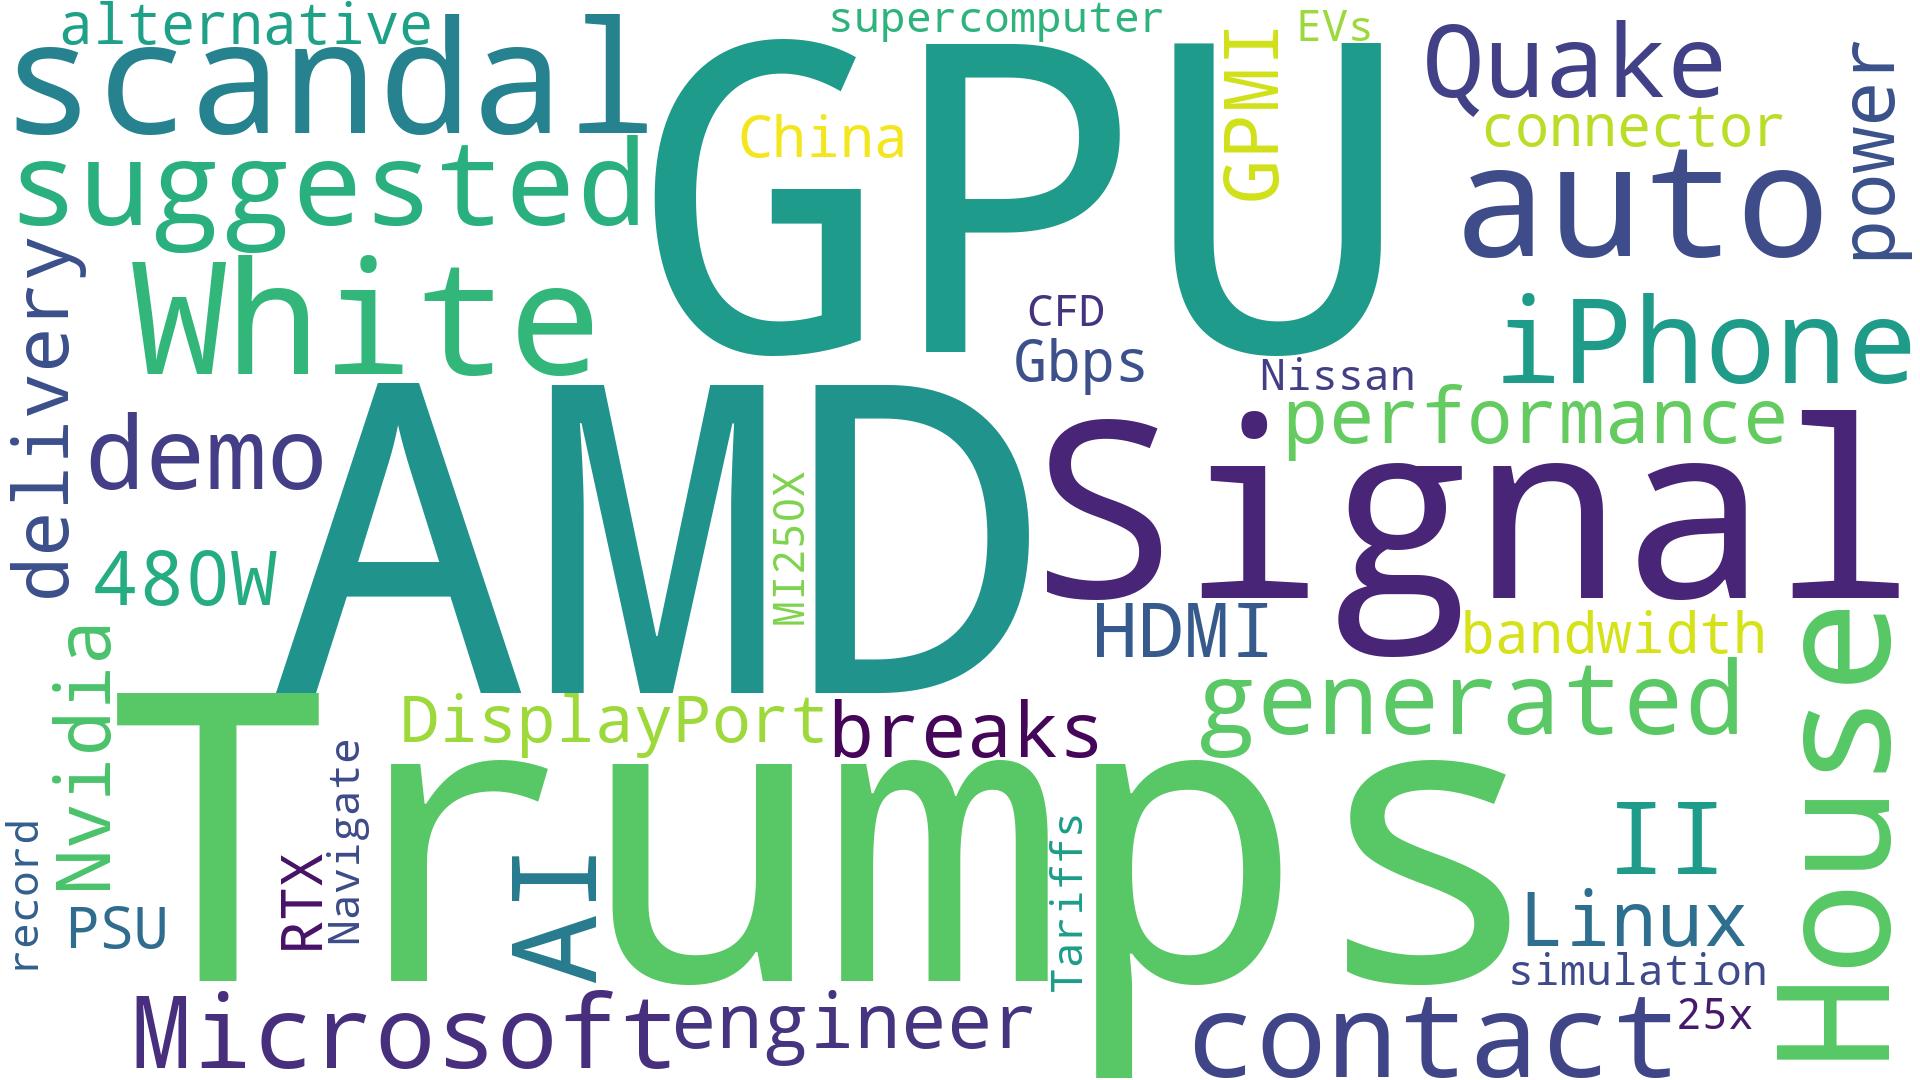 alternative
supercomputer
EVs
scandal
GPU
GPMI
Quake
power
China
connector
suggested
auto
delivery
White
CFD
Gbps
iPhone
Nissan
performance
demo
AMD
Signal
MI25OX
48OW
HDMI
bandwidth
House
Nvidia
generated
DisplayPort
breaks
Trumps
Navigate
II
record
RTX
AI
Tariffs
PSU
Linux
simulation
Microsoft
engineer
contact
25x